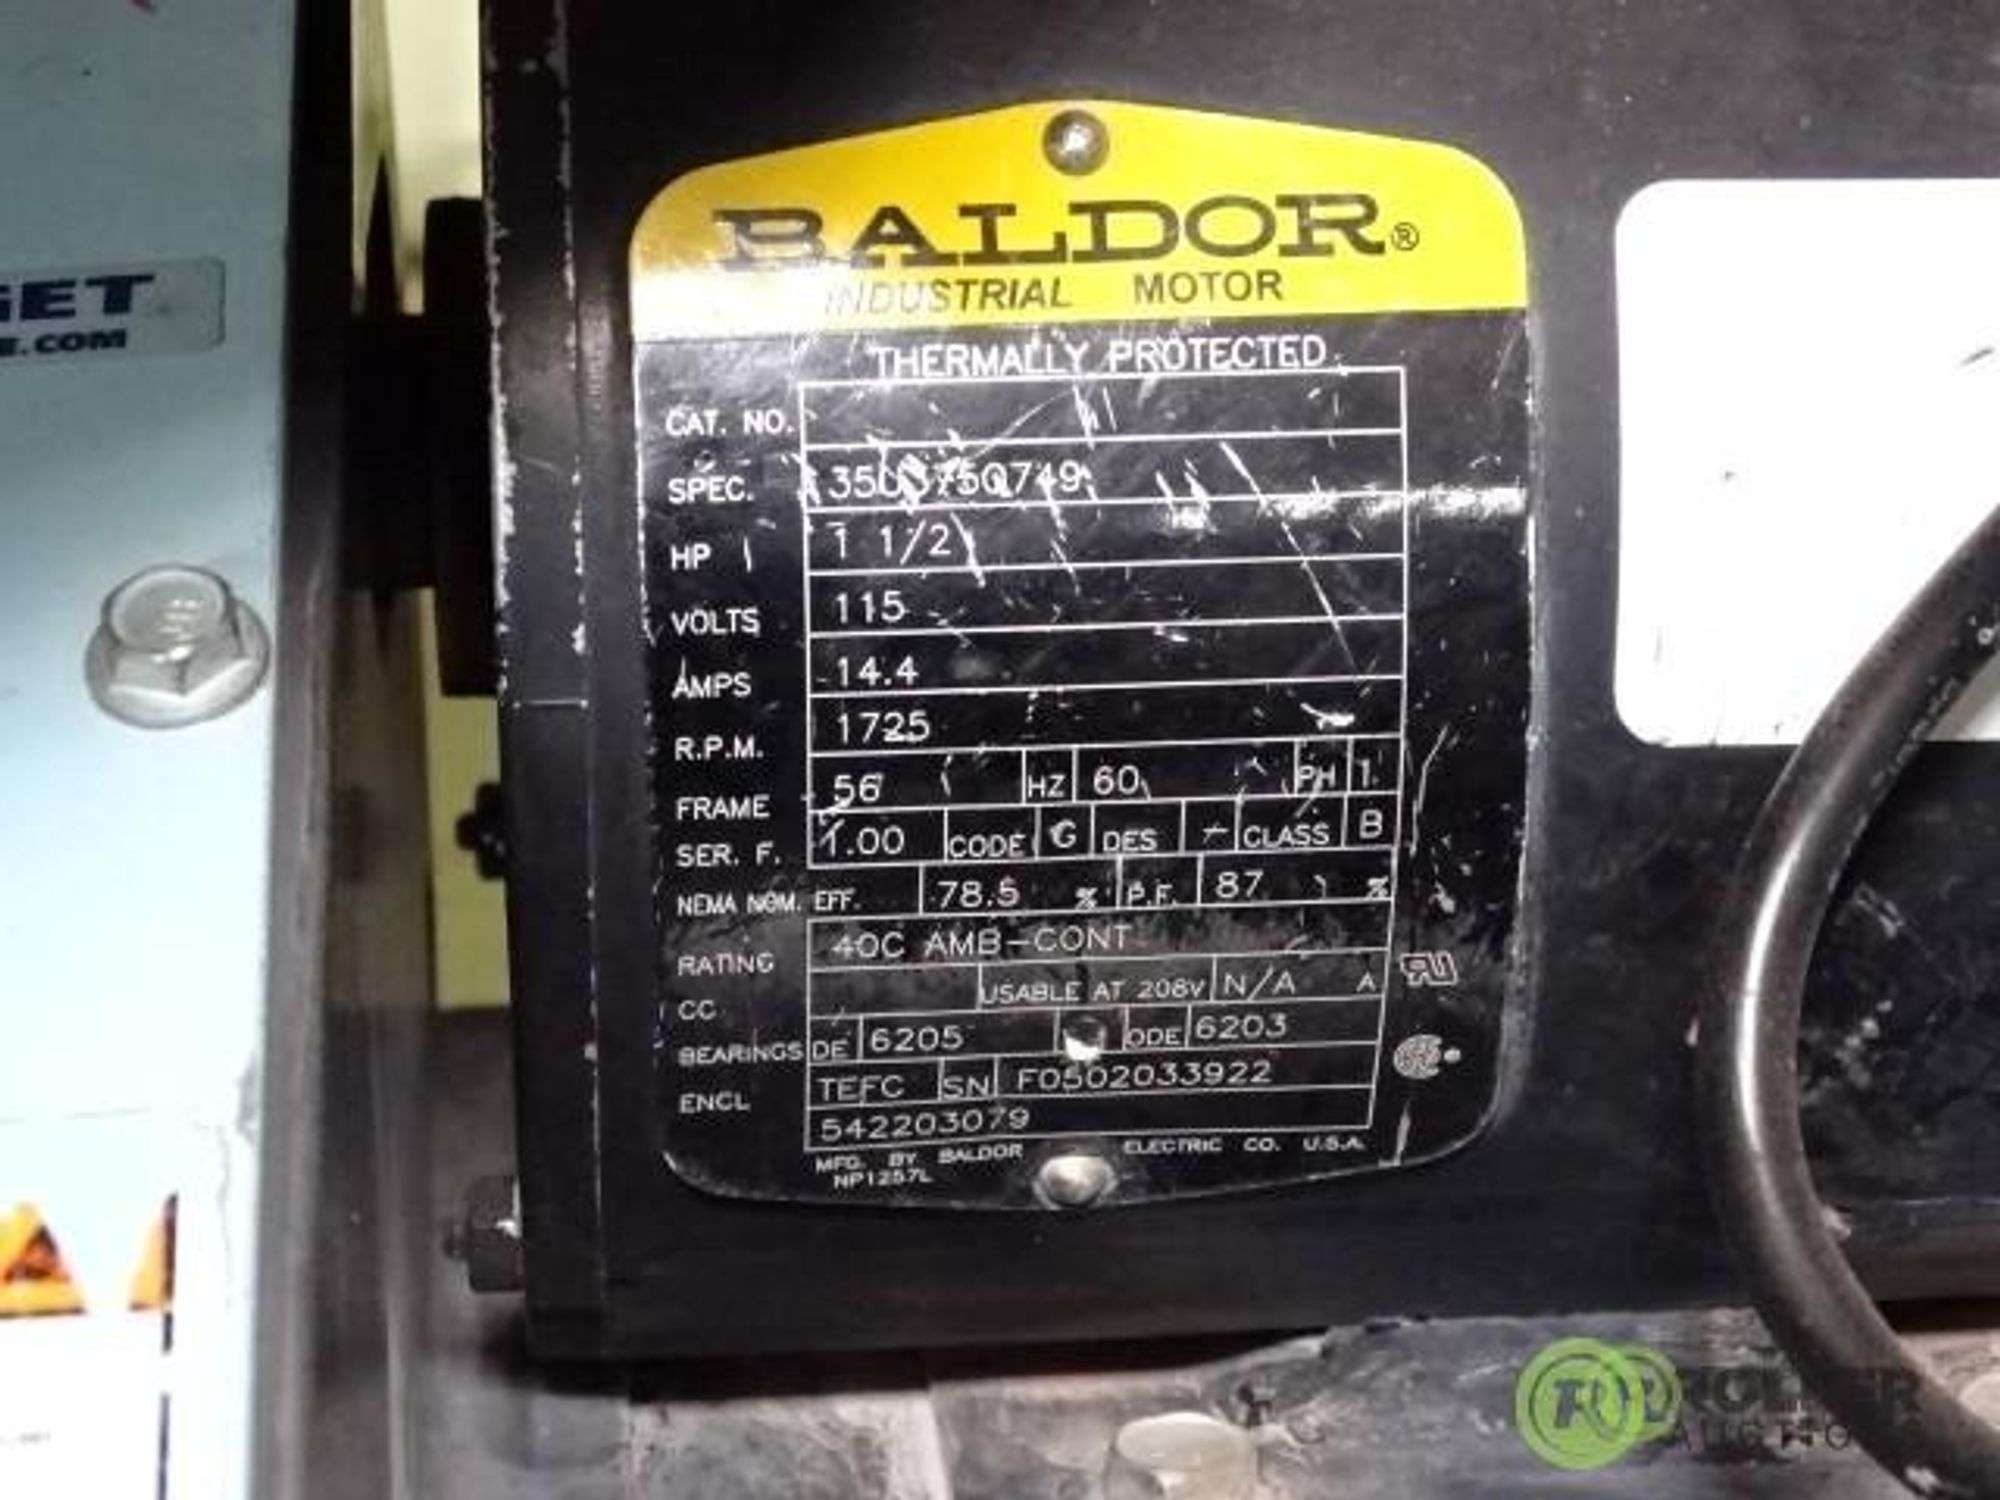 BALDOR®
INDUSTRIAL MOTOR
THERMALLY PROTECTED
CAT. NO.
SPEC.
HP 1 1/2
VOLTS 115
AMPS 14.4
R.P.M. 1725
FRAME 56 HZ 60 PH 1
SER. F. 1.00 CODE G DES - CLASS B
NEMA NOM. EFF. 78.5 % P.F. 87 %
RATING 40C AMB-CONT
CC USABLE AT 208V N/A A
BEARINGS DE 6205 ODE 6203
ENCL TEFC SN F0502033922
542203079
MFG. BY BALDOR ELECTRIC CO. U.S.A.
NP1257L
.COM